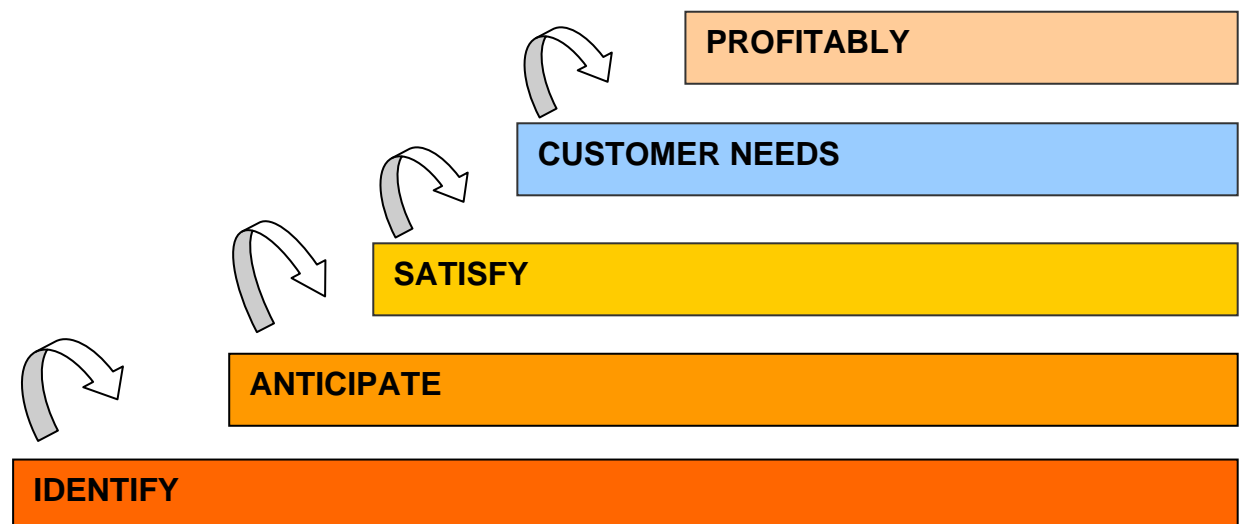 PROFITABLY
CUSTOMER NEEDS
SATISFY
ANTICIPATE
IDENTIFY